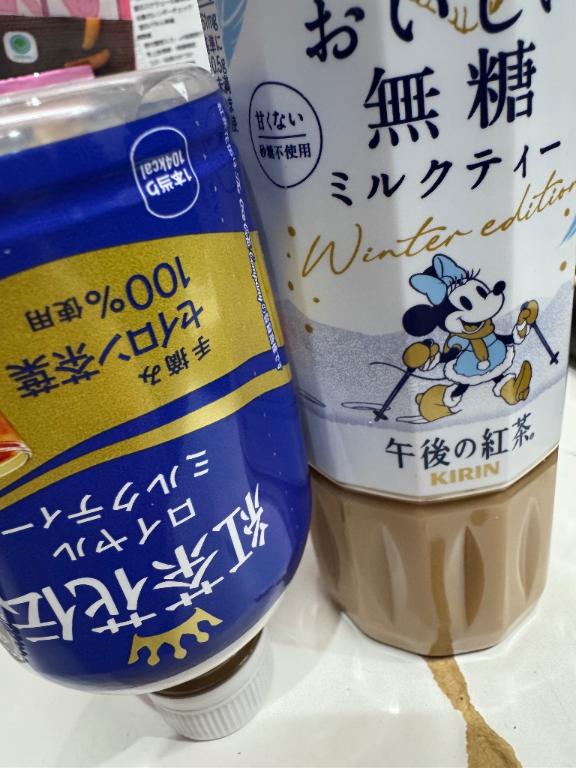 おいしい
無糖
甘くない
砂糖不使用
ミルクティー
Winter edition
午後の紅茶
KIRIN
1本当り
104kcal
手摘み
セイロン茶葉
100%使用
紅茶花伝
ロイヤル
ミルクティー